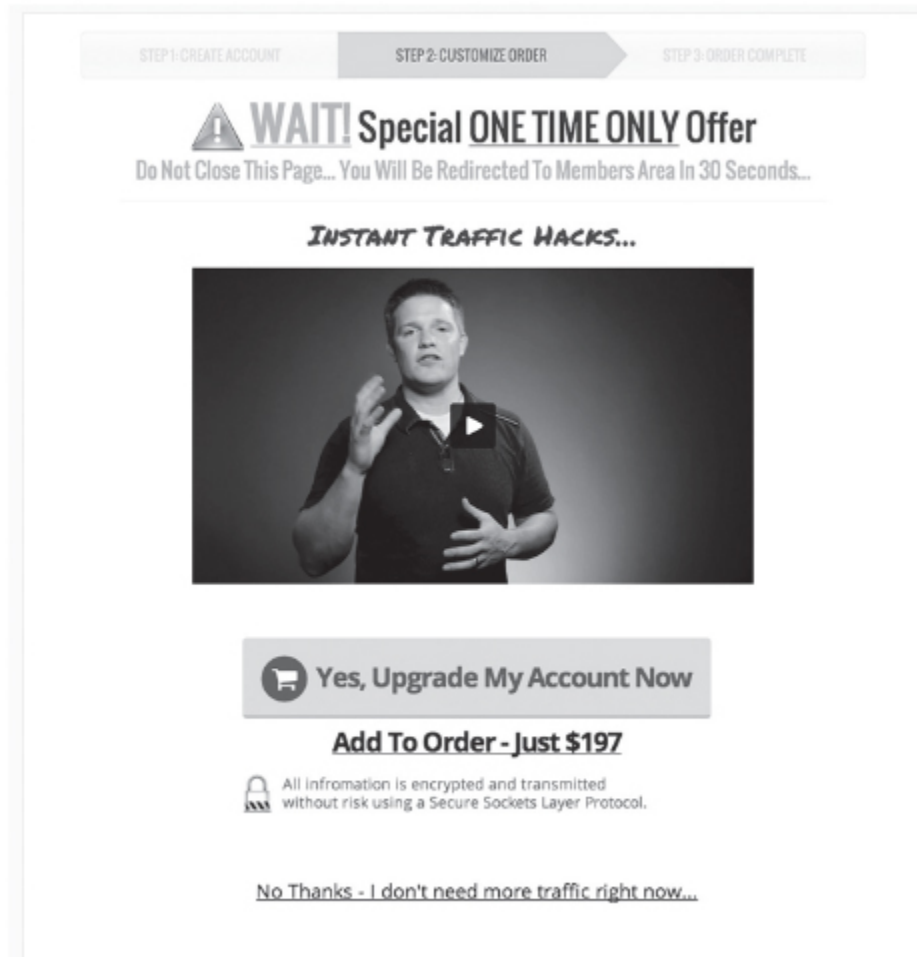 STEP 1: CREATE ACCOUNT
STEP 2: CUSTOMIZE ORDER
STEP 3: ORDER COMPLETE
WAIT! Special ONE TIME ONLY Offer
Do Not Close This Page... You Will Be Redirected To Members Area In 30 Seconds...
INSTANT TRAFFIC HACKS...
Yes, Upgrade My Account Now
Add To Order - Just $197
All infromation is encrypted and transmitted
without risk using a Secure Sockets Layer Protocol.
No Thanks - I don't need more traffic right now...